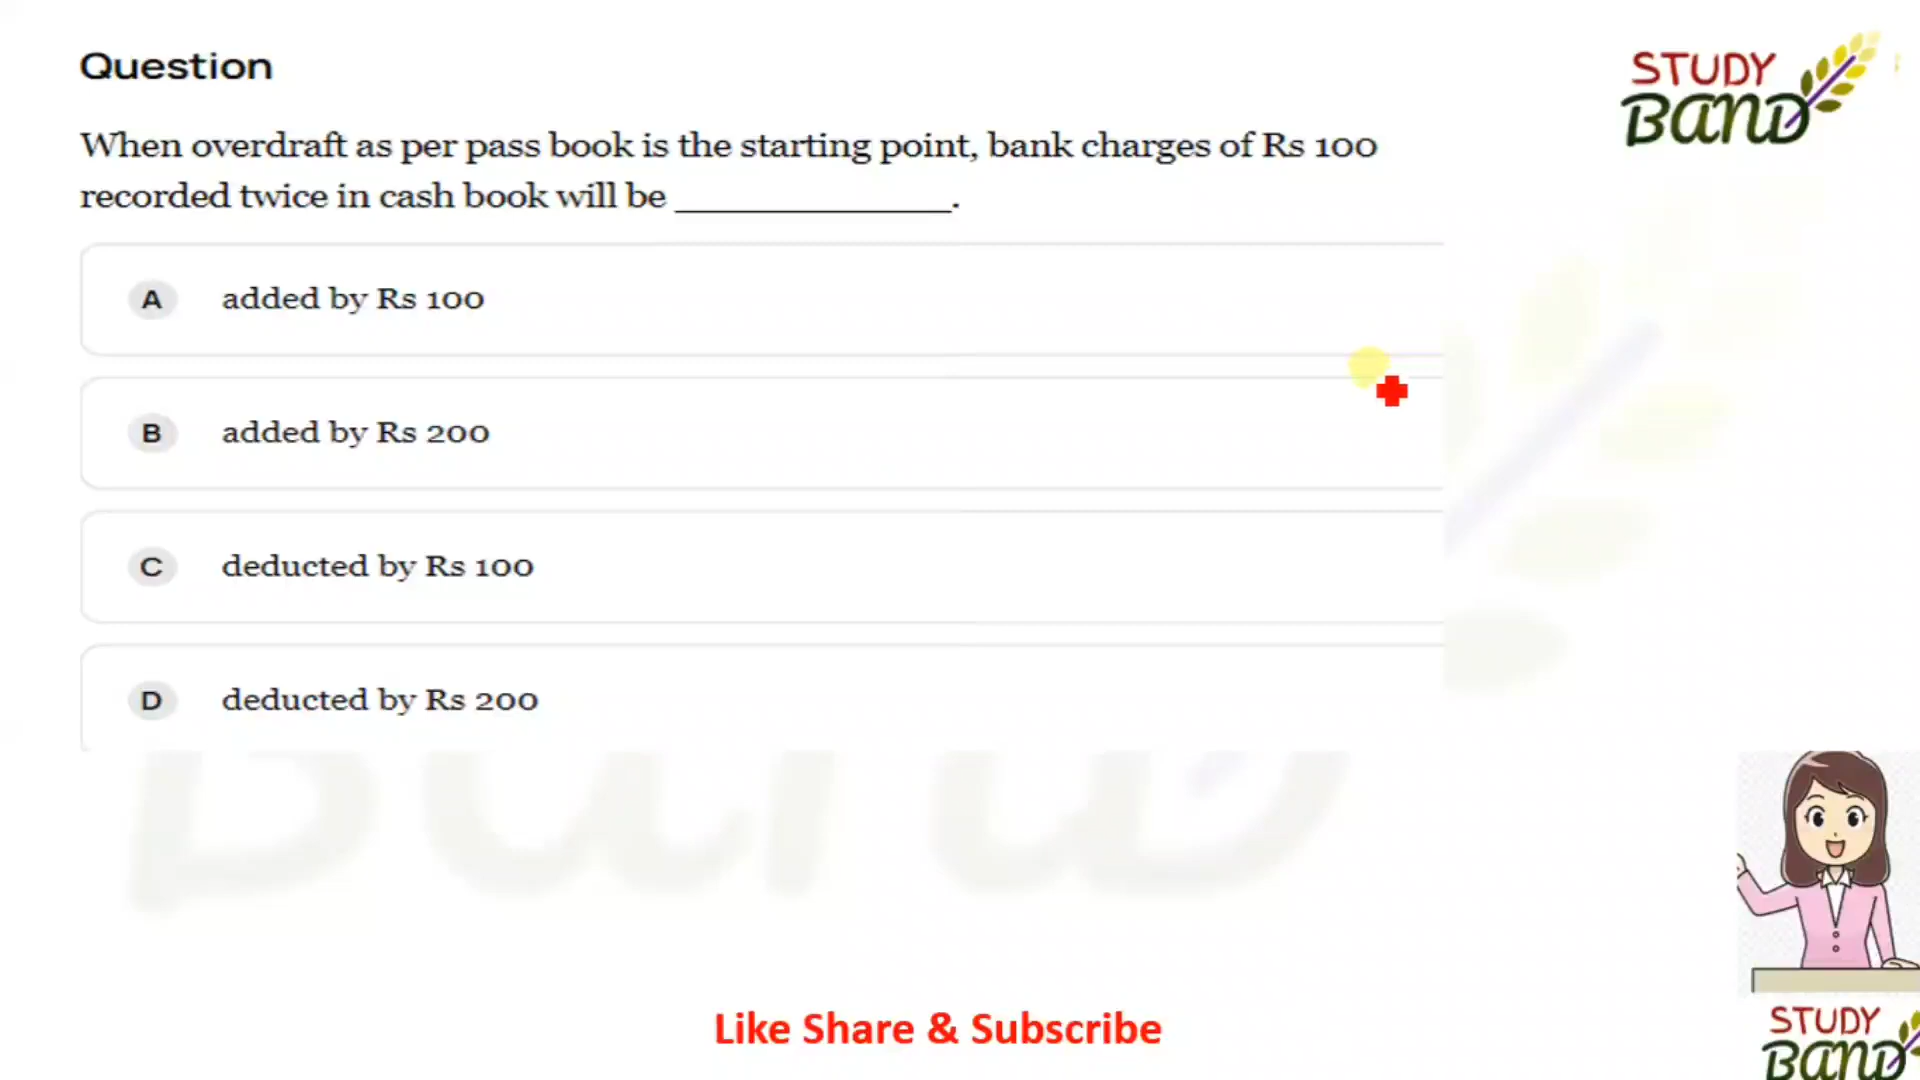 Question
STUDY
BAND
When overdraft as per pass book is the starting point, bank charges of Rs 100
recorded twice in cash book will be ________________.
A added by Rs 100
B added by Rs 200
C deducted by Rs 100
D deducted by Rs 200
Band
Like Share & Subscribe
STUDY
BAND